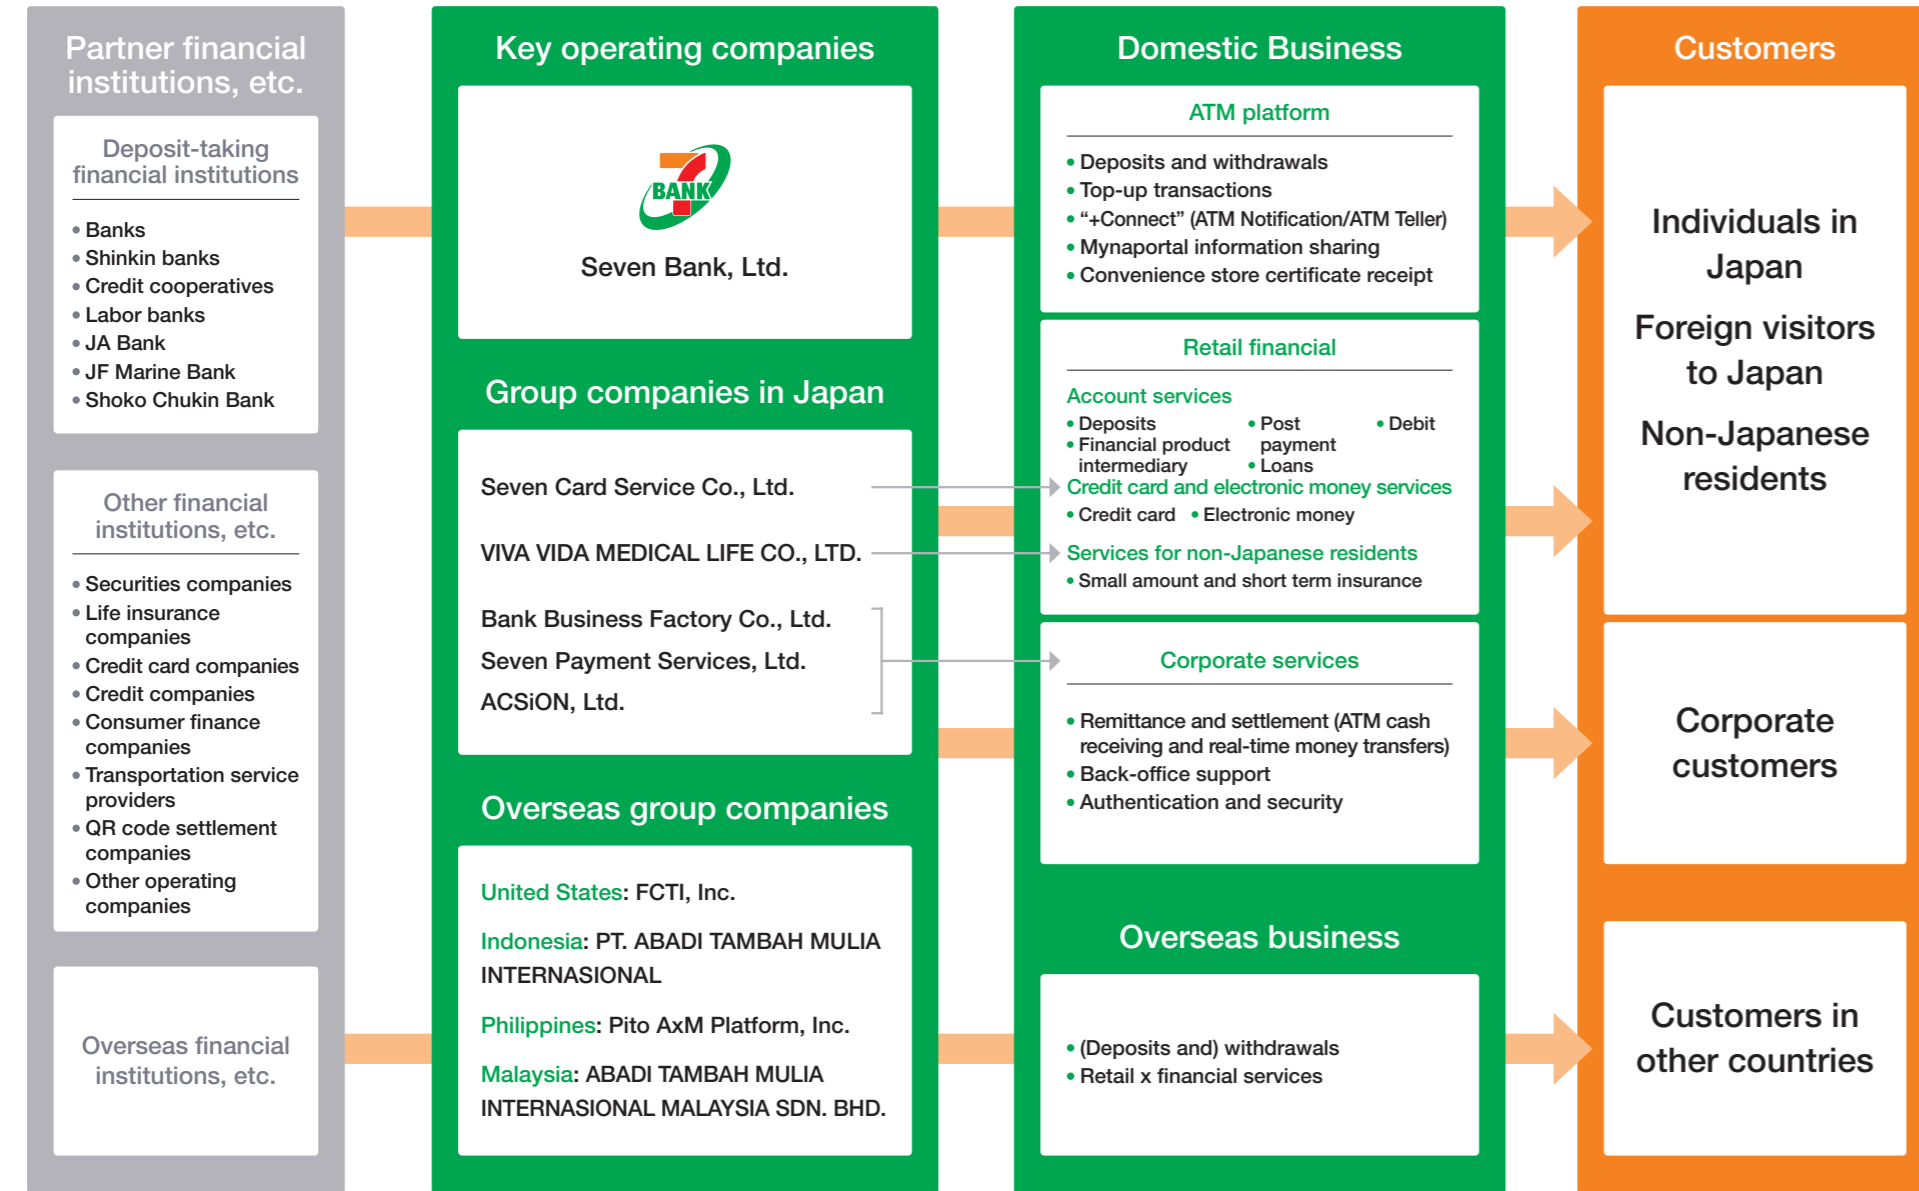 Partner financial
institutions, etc.
Deposit-taking
financial institutions
• Banks
• Shinkin banks
• Credit cooperatives
• Labor banks
• JA Bank
• JF Marine Bank
• Shoko Chukin Bank
Other financial
institutions, etc.
• Securities companies
• Life insurance
companies
• Credit card companies
• Credit companies
• Consumer finance
companies
• Transportation service
providers
• QR code settlement
companies
• Other operating
companies
Overseas financial
institutions, etc.
Key operating companies
7
BANK
Seven Bank, Ltd.
Group companies in Japan
Seven Card Service Co., Ltd.
VIVA VIDA MEDICAL LIFE CO., LTD.
Bank Business Factory Co., Ltd.
Seven Payment Services, Ltd.
ACSiON, Ltd.
Overseas group companies
United States: FCTI, Inc.
Indonesia: PT. ABADI TAMBAH MULIA
INTERNASIONAL
Philippines: Pito AxM Platform, Inc.
Malaysia: ABADI TAMBAH MULIA
INTERNASIONAL MALAYSIA SDN. BHD.
Domestic Business
ATM platform
• Deposits and withdrawals
• Top-up transactions
• “+Connect” (ATM Notification/ATM Teller)
• Mynaportal information sharing
• Convenience store certificate receipt
Retail financial
Account services
• Deposits
• Financial product
intermediary
• Post
payment
• Loans
• Debit
Credit card and electronic money services
• Credit card • Electronic money
Services for non-Japanese residents
• Small amount and short term insurance
Corporate services
• Remittance and settlement (ATM cash
receiving and real-time money transfers)
• Back-office support
• Authentication and security
Overseas business
• (Deposits and) withdrawals
• Retail x financial services
Customers
Individuals in
Japan
Foreign visitors
to Japan
Non-Japanese
residents
Corporate
customers
Customers in
other countries